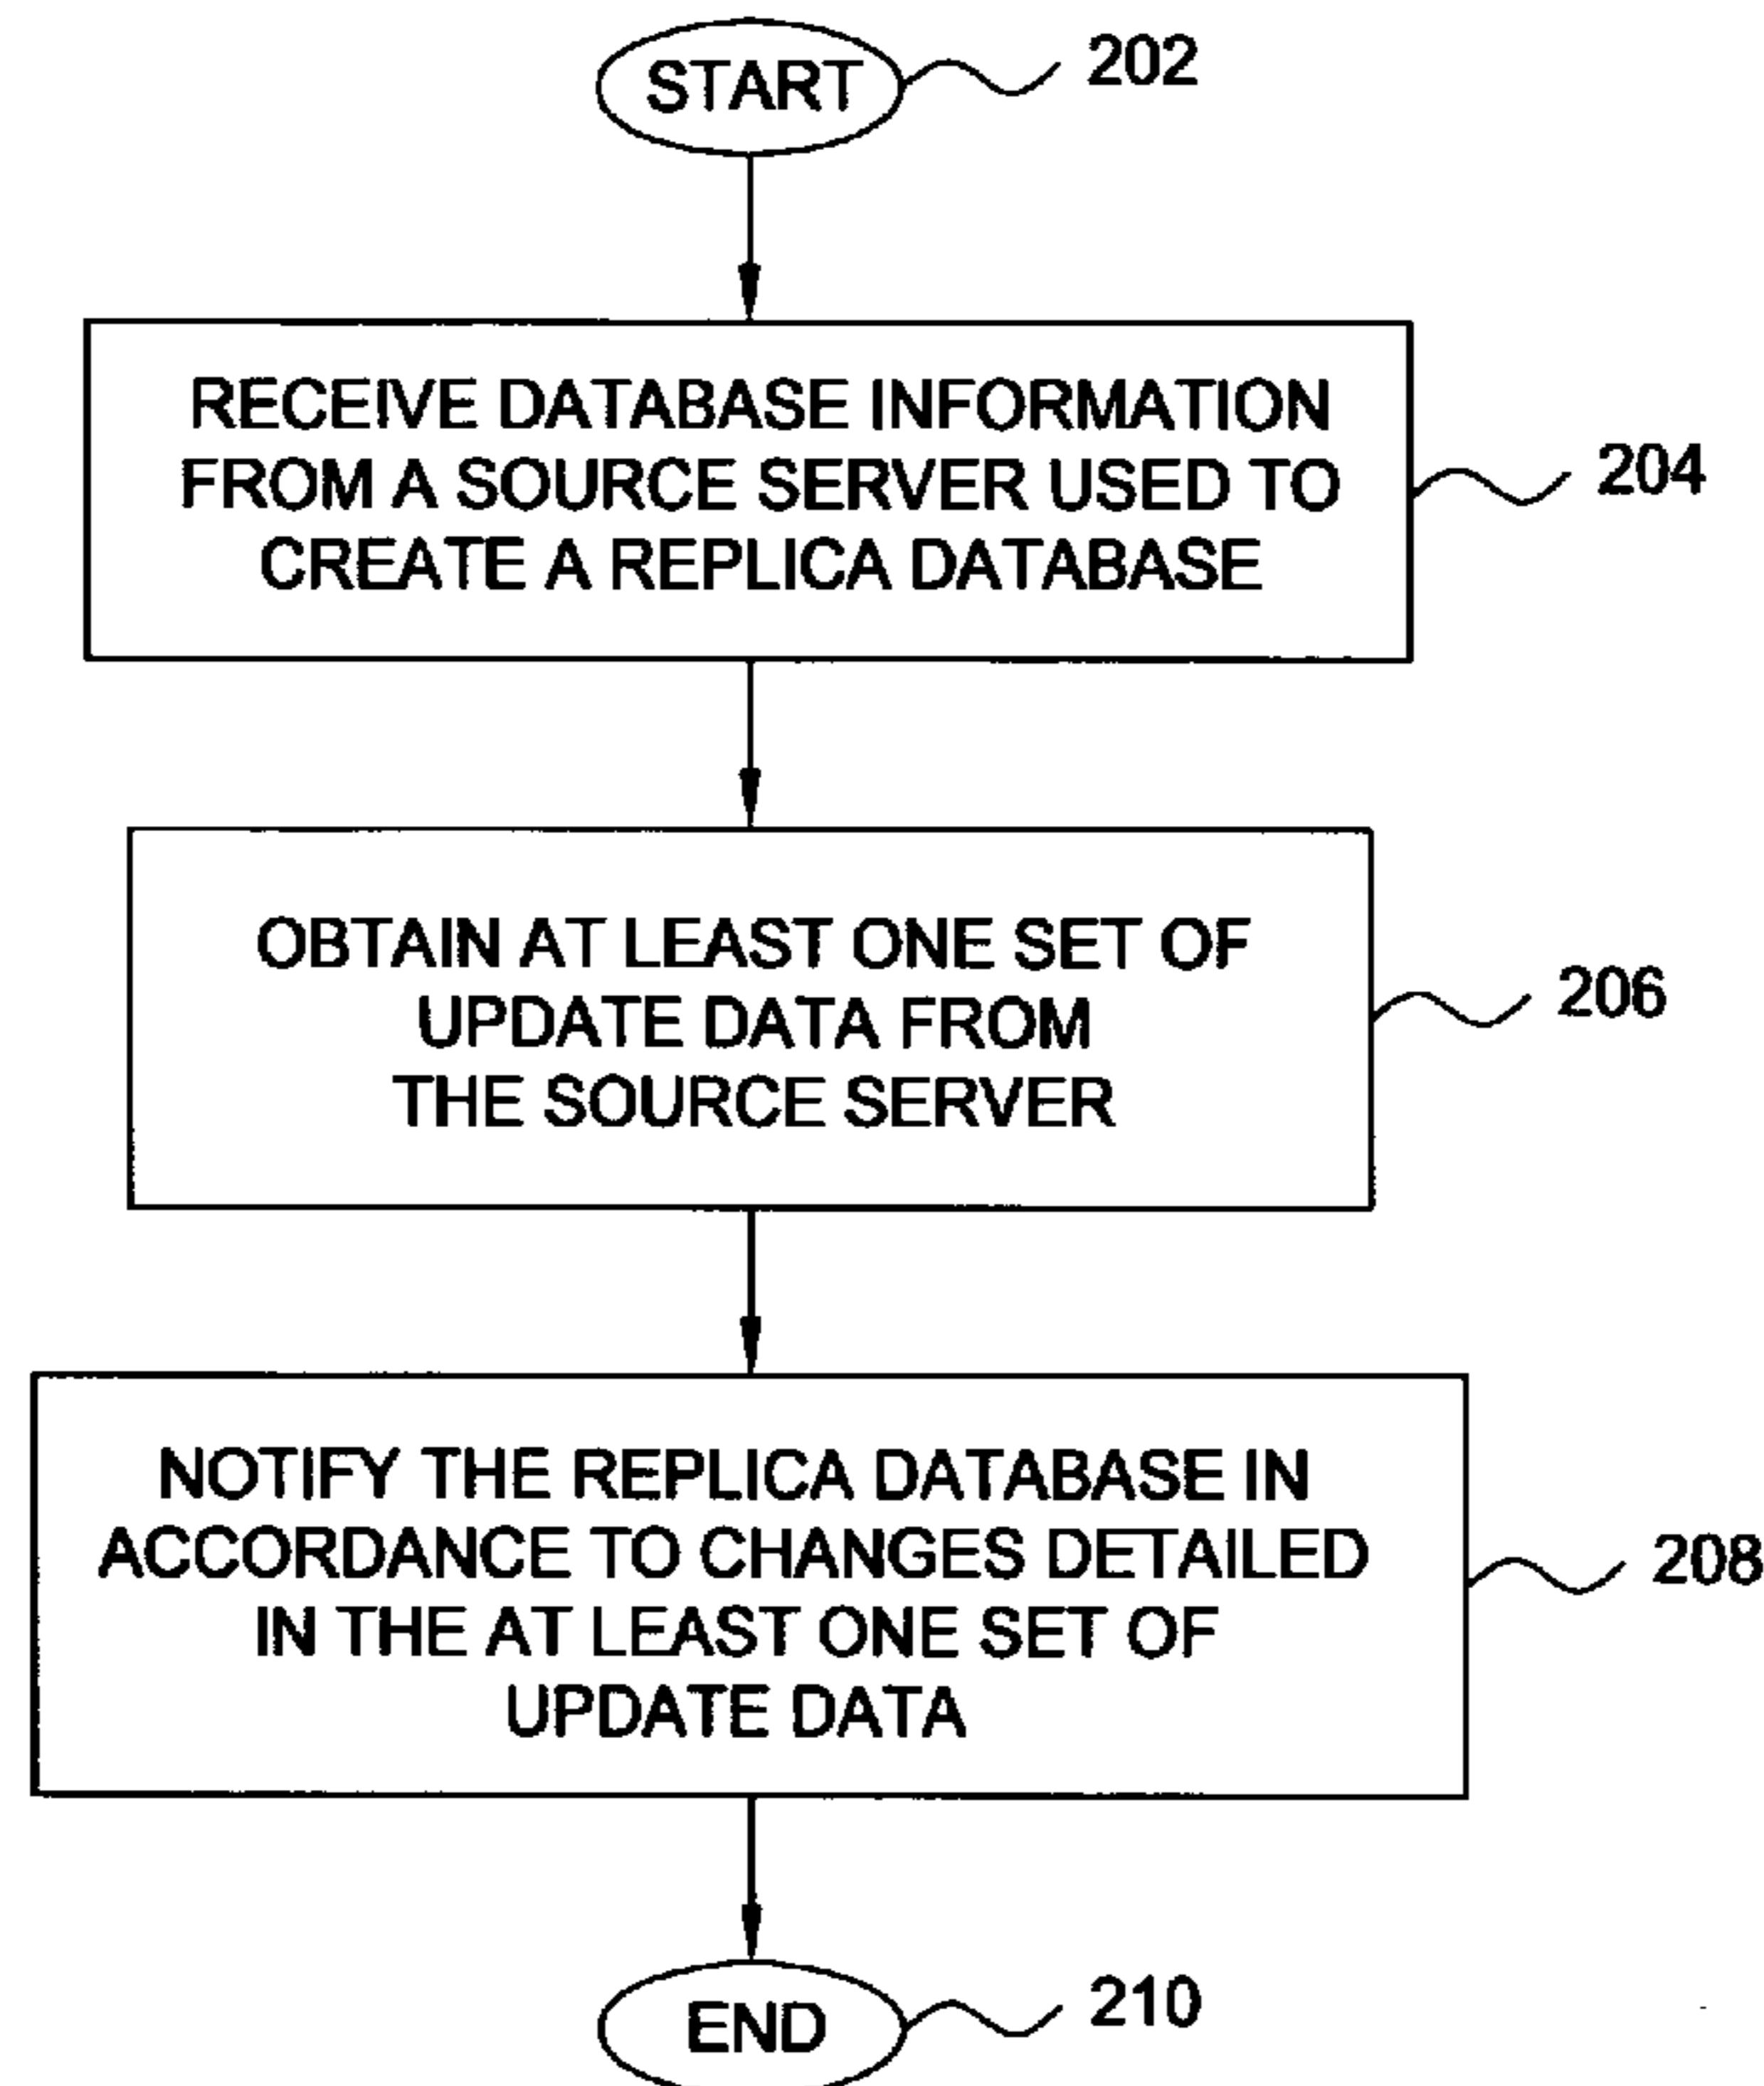 START
202
RECEIVE DATABASE INFORMATION
FROM A SOURCE SERVER USED TO
CREATE A REPLICA DATABASE
204
OBTAIN AT LEAST ONE SET OF
UPDATE DATA FROM
THE SOURCE SERVER
206
NOTIFY THE REPLICA DATABASE IN
ACCORDANCE TO CHANGES DETAILED
IN THE AT LEAST ONE SET OF
UPDATE DATA
208
END
210